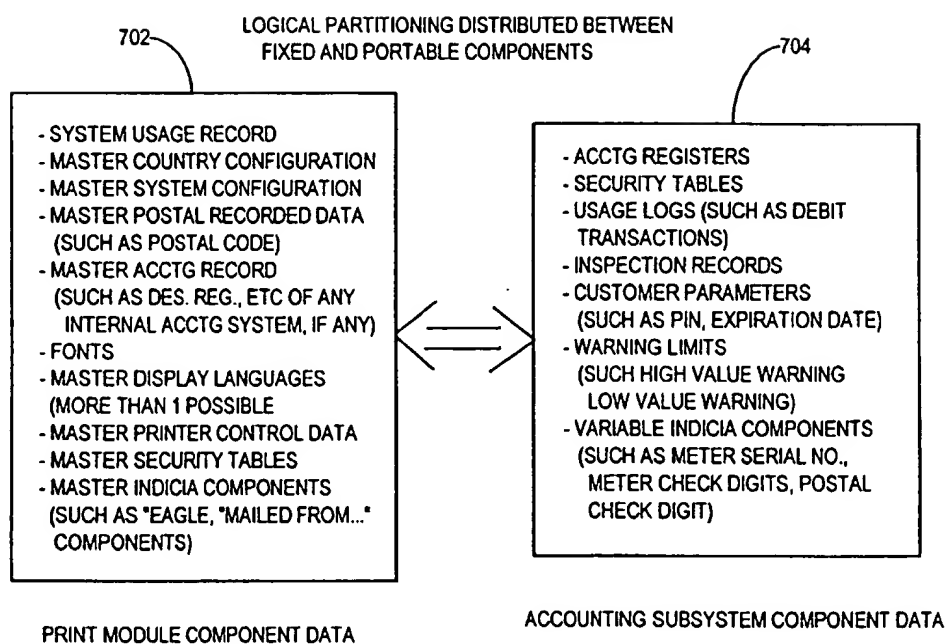 LOGICAL PARTITIONING DISTRIBUTED BETWEEN
FIXED AND PORTABLE COMPONENTS
702
704
- SYSTEM USAGE RECORD
- MASTER COUNTRY CONFIGURATION
- MASTER SYSTEM CONFIGURATION
- MASTER POSTAL RECORDED DATA
(SUCH AS POSTAL CODE)
- MASTER ACCTG RECORD
(SUCH AS DES. REG., ETC OF ANY
INTERNAL ACCTG SYSTEM, IF ANY)
- FONTS
- MASTER DISPLAY LANGUAGES
(MORE THAN 1 POSSIBLE
- MASTER PRINTER CONTROL DATA
- MASTER SECURITY TABLES
- MASTER INDICIA COMPONENTS
(SUCH AS "EAGLE, "MAILED FROM..."
COMPONENTS)
PRINT MODULE COMPONENT DATA
- ACCTG REGISTERS
- SECURITY TABLES
- USAGE LOGS (SUCH AS DEBIT
TRANSACTIONS)
- INSPECTION RECORDS
- CUSTOMER PARAMETERS
(SUCH AS PIN, EXPIRATION DATE)
- WARNING LIMITS
(SUCH HIGH VALUE WARNING
LOW VALUE WARNING)
- VARIABLE INDICIA COMPONENTS
(SUCH AS METER SERIAL NO.,
METER CHECK DIGITS, POSTAL
CHECK DIGIT)
ACCOUNTING SUBSYSTEM COMPONENT DATA